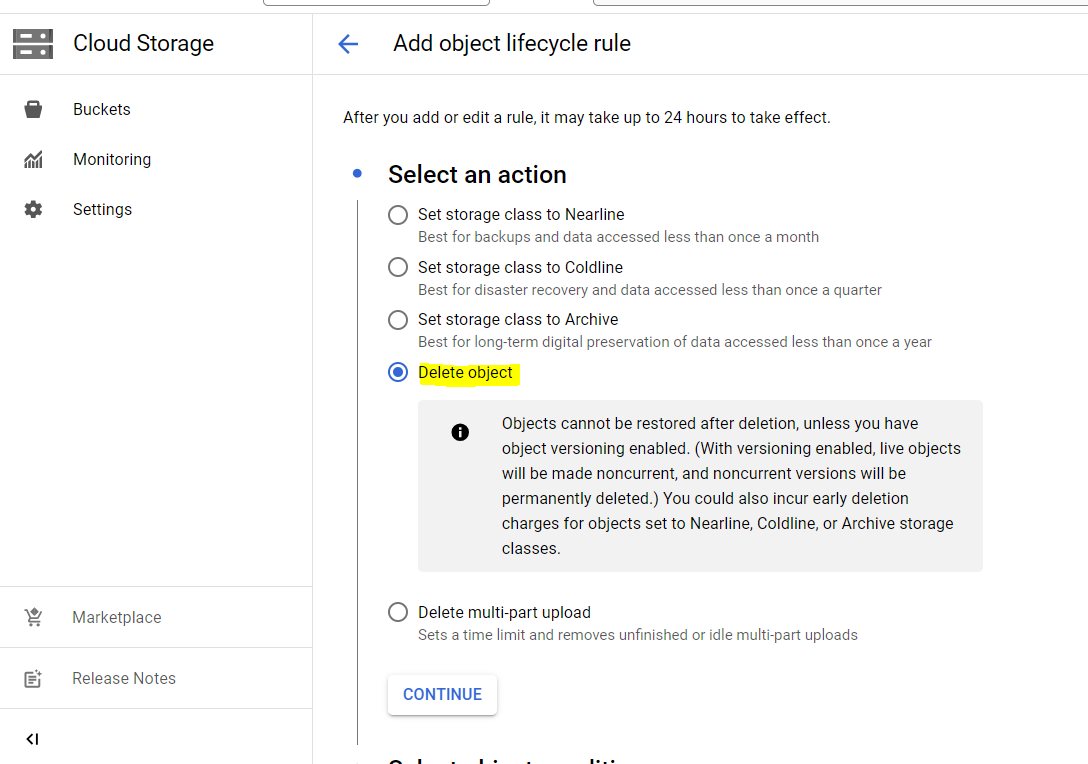 Cloud Storage
Add object lifecycle rule
Buckets
Monitoring
Settings
Marketplace
Release Notes
After you add or edit a rule, it may take up to 24 hours to take effect.
Select an action
Set storage class to Nearline
Best for backups and data accessed less than once a month
Set storage class to Coldline
Best for disaster recovery and data accessed less than once a quarter
Set storage class to Archive
Best for long-term digital preservation of data accessed less than once a year
Delete object
Objects cannot be restored after deletion, unless you have
object versioning enabled. (With versioning enabled, live objects
will be made noncurrent, and noncurrent versions will be
permanently deleted.) You could also incur early deletion
charges for objects set to Nearline, Coldline, or Archive storage
classes.
Delete multi-part upload
Sets a time limit and removes unfinished or idle multi-part uploads
CONTINUE